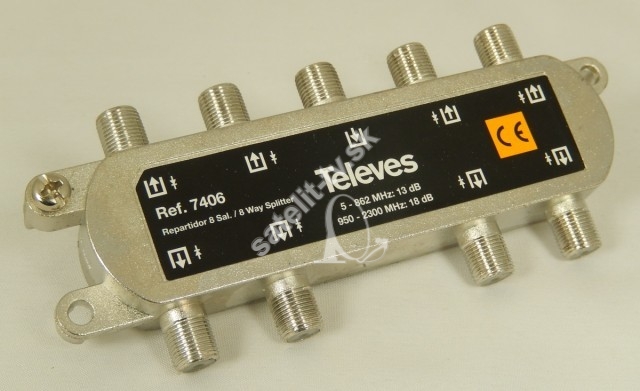 Televes
Ref. 7406
Repartidor 8 Sal. / 8 Way Splitter
5 - 862 MHz: 13 dB
950 - 2300 MHz: 18 dB
CE
satelit-tv.sk